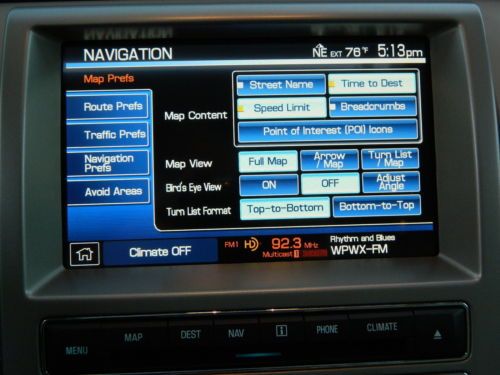 NAVIGATION
NE EXT 76°F 5:13pm
Map Prefs
Route Prefs
Traffic Prefs
Navigation Prefs
Avoid Areas
Map Content
Street Name
Time to Dest
Speed Limit
Breadcrumbs
Point of Interest (POI) Icons
Map View
Full Map
Arrow / Map
Turn List / Map
Bird's Eye View
ON
OFF
Adjust Angle
Turn List Format
Top-to-Bottom
Bottom-to-Top
Climate OFF
FM1 HD 92.3 MHz
Multicast 1
Rhythm and Blues
WPWX-FM
MENU
MAP
DEST
NAV
i
PHONE
CLIMATE